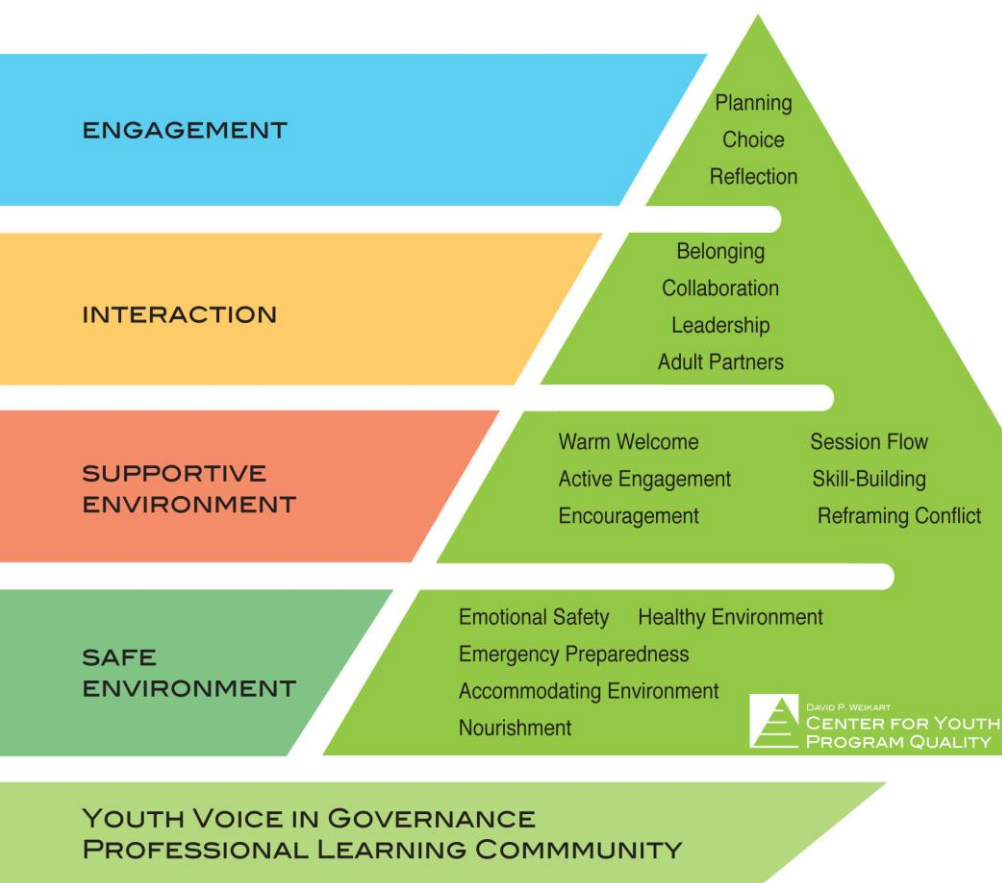 ENGAGEMENT
Planning
Choice
Reflection
INTERACTION
Belonging
Collaboration
Leadership
Adult Partners
SUPPORTIVE
ENVIRONMENT
Warm Welcome
Session Flow
Active Engagement
Skill-Building
Encouragement
Reframing Conflict
SAFE
ENVIRONMENT
Emotional Safety
Healthy Environment
Emergency Preparedness
Accommodating Environment
Nourishment
DAVID P. WEIKART
CENTER FOR YOUTH
PROGRAM QUALITY
YOUTH VOICE IN GOVERNANCE
PROFESSIONAL LEARNING COMMMUNITY